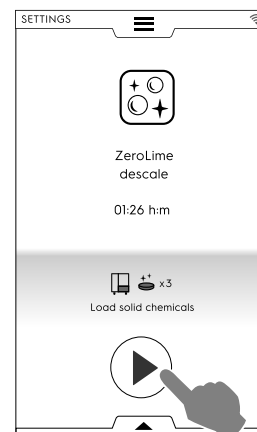 SETTINGS
ZeroLime
descale
01:26 h:m
x3
Load solid chemicals